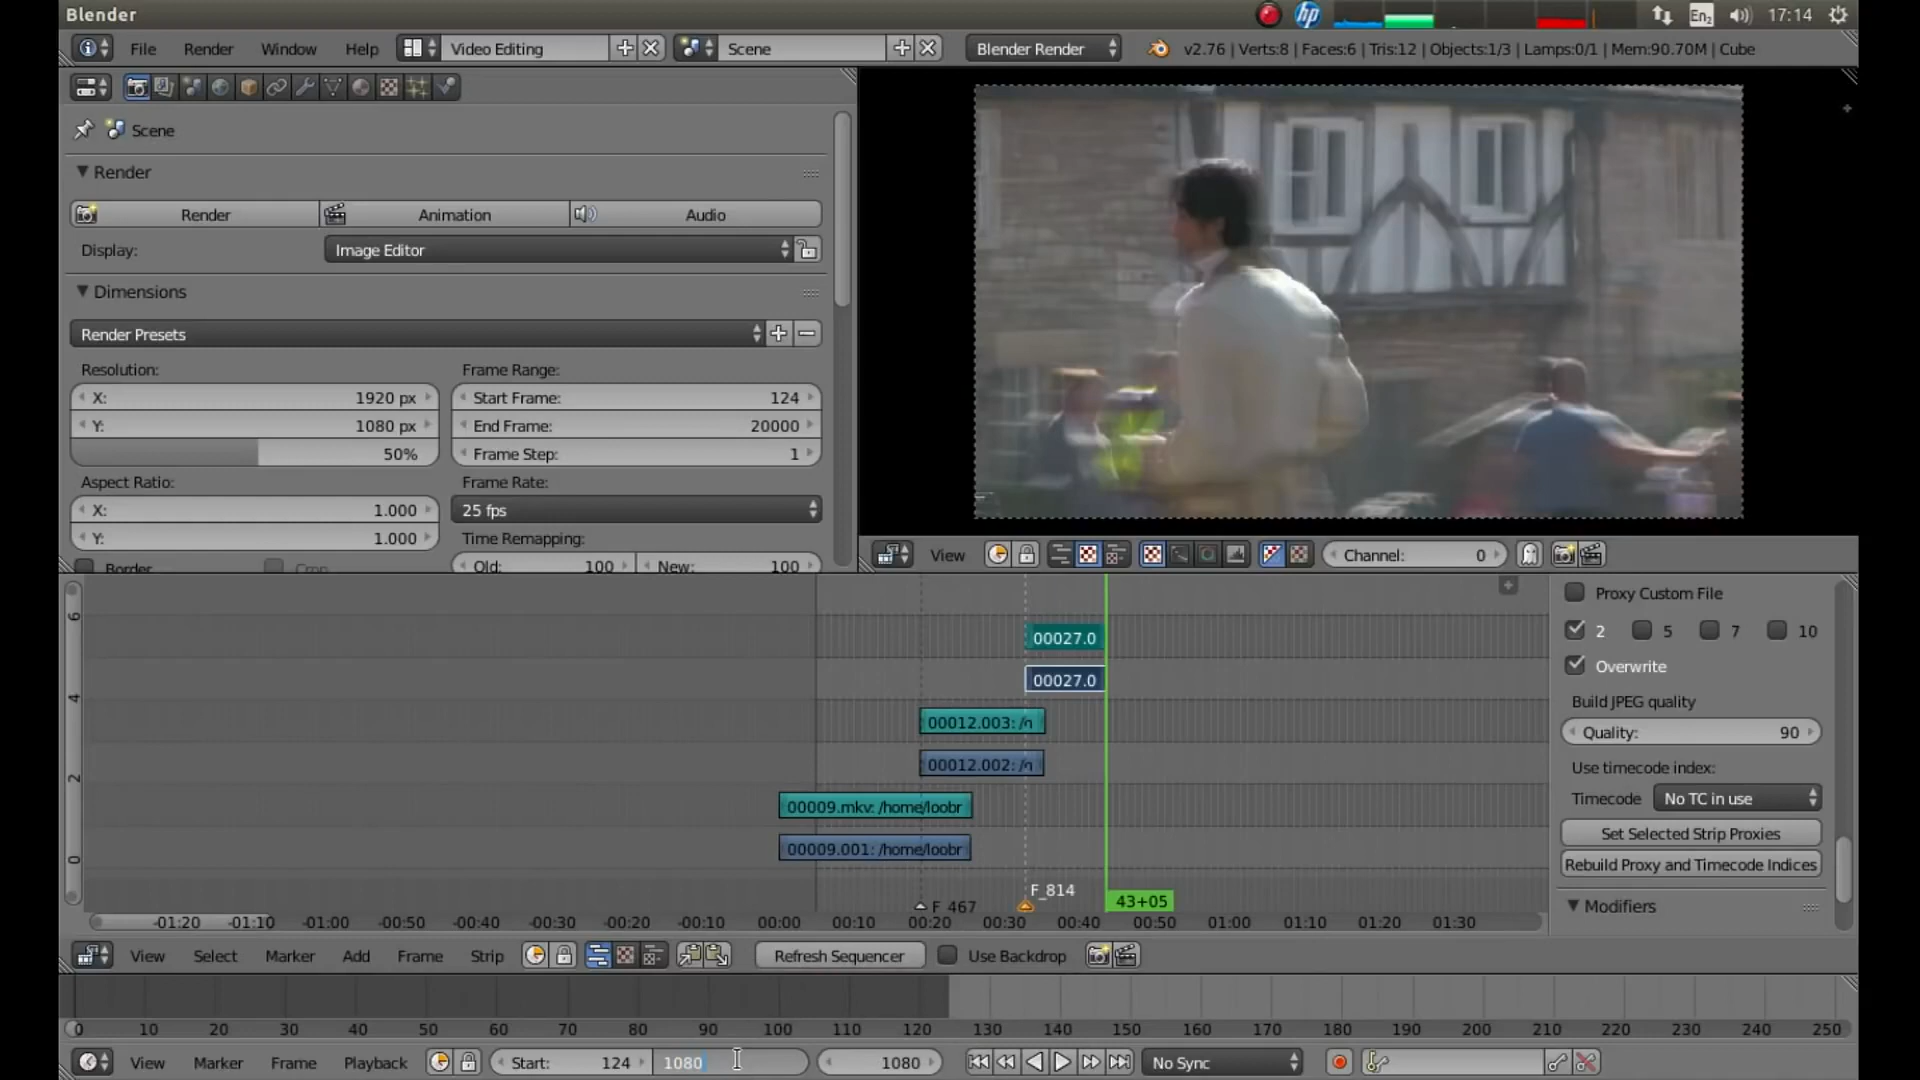 Blender
hp
En2
17:14
File Render Window Help
Video Editing
Scene
Blender Render
v2.76 | Verts:8 | Faces:6 | Tris:12 | Objects:1/3 | Lamps:0/1 | Mem:90.70M | Cube
Scene
Render
Render
Animation
Audio
Display:
Image Editor
Dimensions
Render Presets
Resolution:
X: 1920 px
Y: 1080 px
50%
Aspect Ratio:
X: 1.000
Y: 1.000
Border
Crop
Frame Range:
Start Frame: 124
End Frame: 20000
Frame Step: 1
Frame Rate:
25 fps
Time Remapping:
Old: 100
New: 100
View
Channel: 0
6
4
2
0
00027.0
00027.0
00012.003: /n
00012.002: /n
00009.mkv: /home/loobr
00009.001: /home/loobr
F_814
F_467
43+05
-01:20 -01:10 -01:00 -00:50 -00:40 -00:30 -00:20 -00:10 00:00 00:10 00:20 00:30 00:40 00:50 01:00 01:10 01:20 01:30
Proxy Custom File
2 5 7 10
Overwrite
Build JPEG quality
Quality: 90
Use timecode index:
Timecode No TC in use
Set Selected Strip Proxies
Rebuild Proxy and Timecode Indices
Modifiers
View Select Marker Add Frame Strip
Refresh Sequencer
Use Backdrop
0 10 20 30 40 50 60 70 80 90 100 110 120 130 140 150 160 170 180 190 200 210 220 230 240 250
View Marker Frame Playback
Start: 124
1080
1080
No Sync